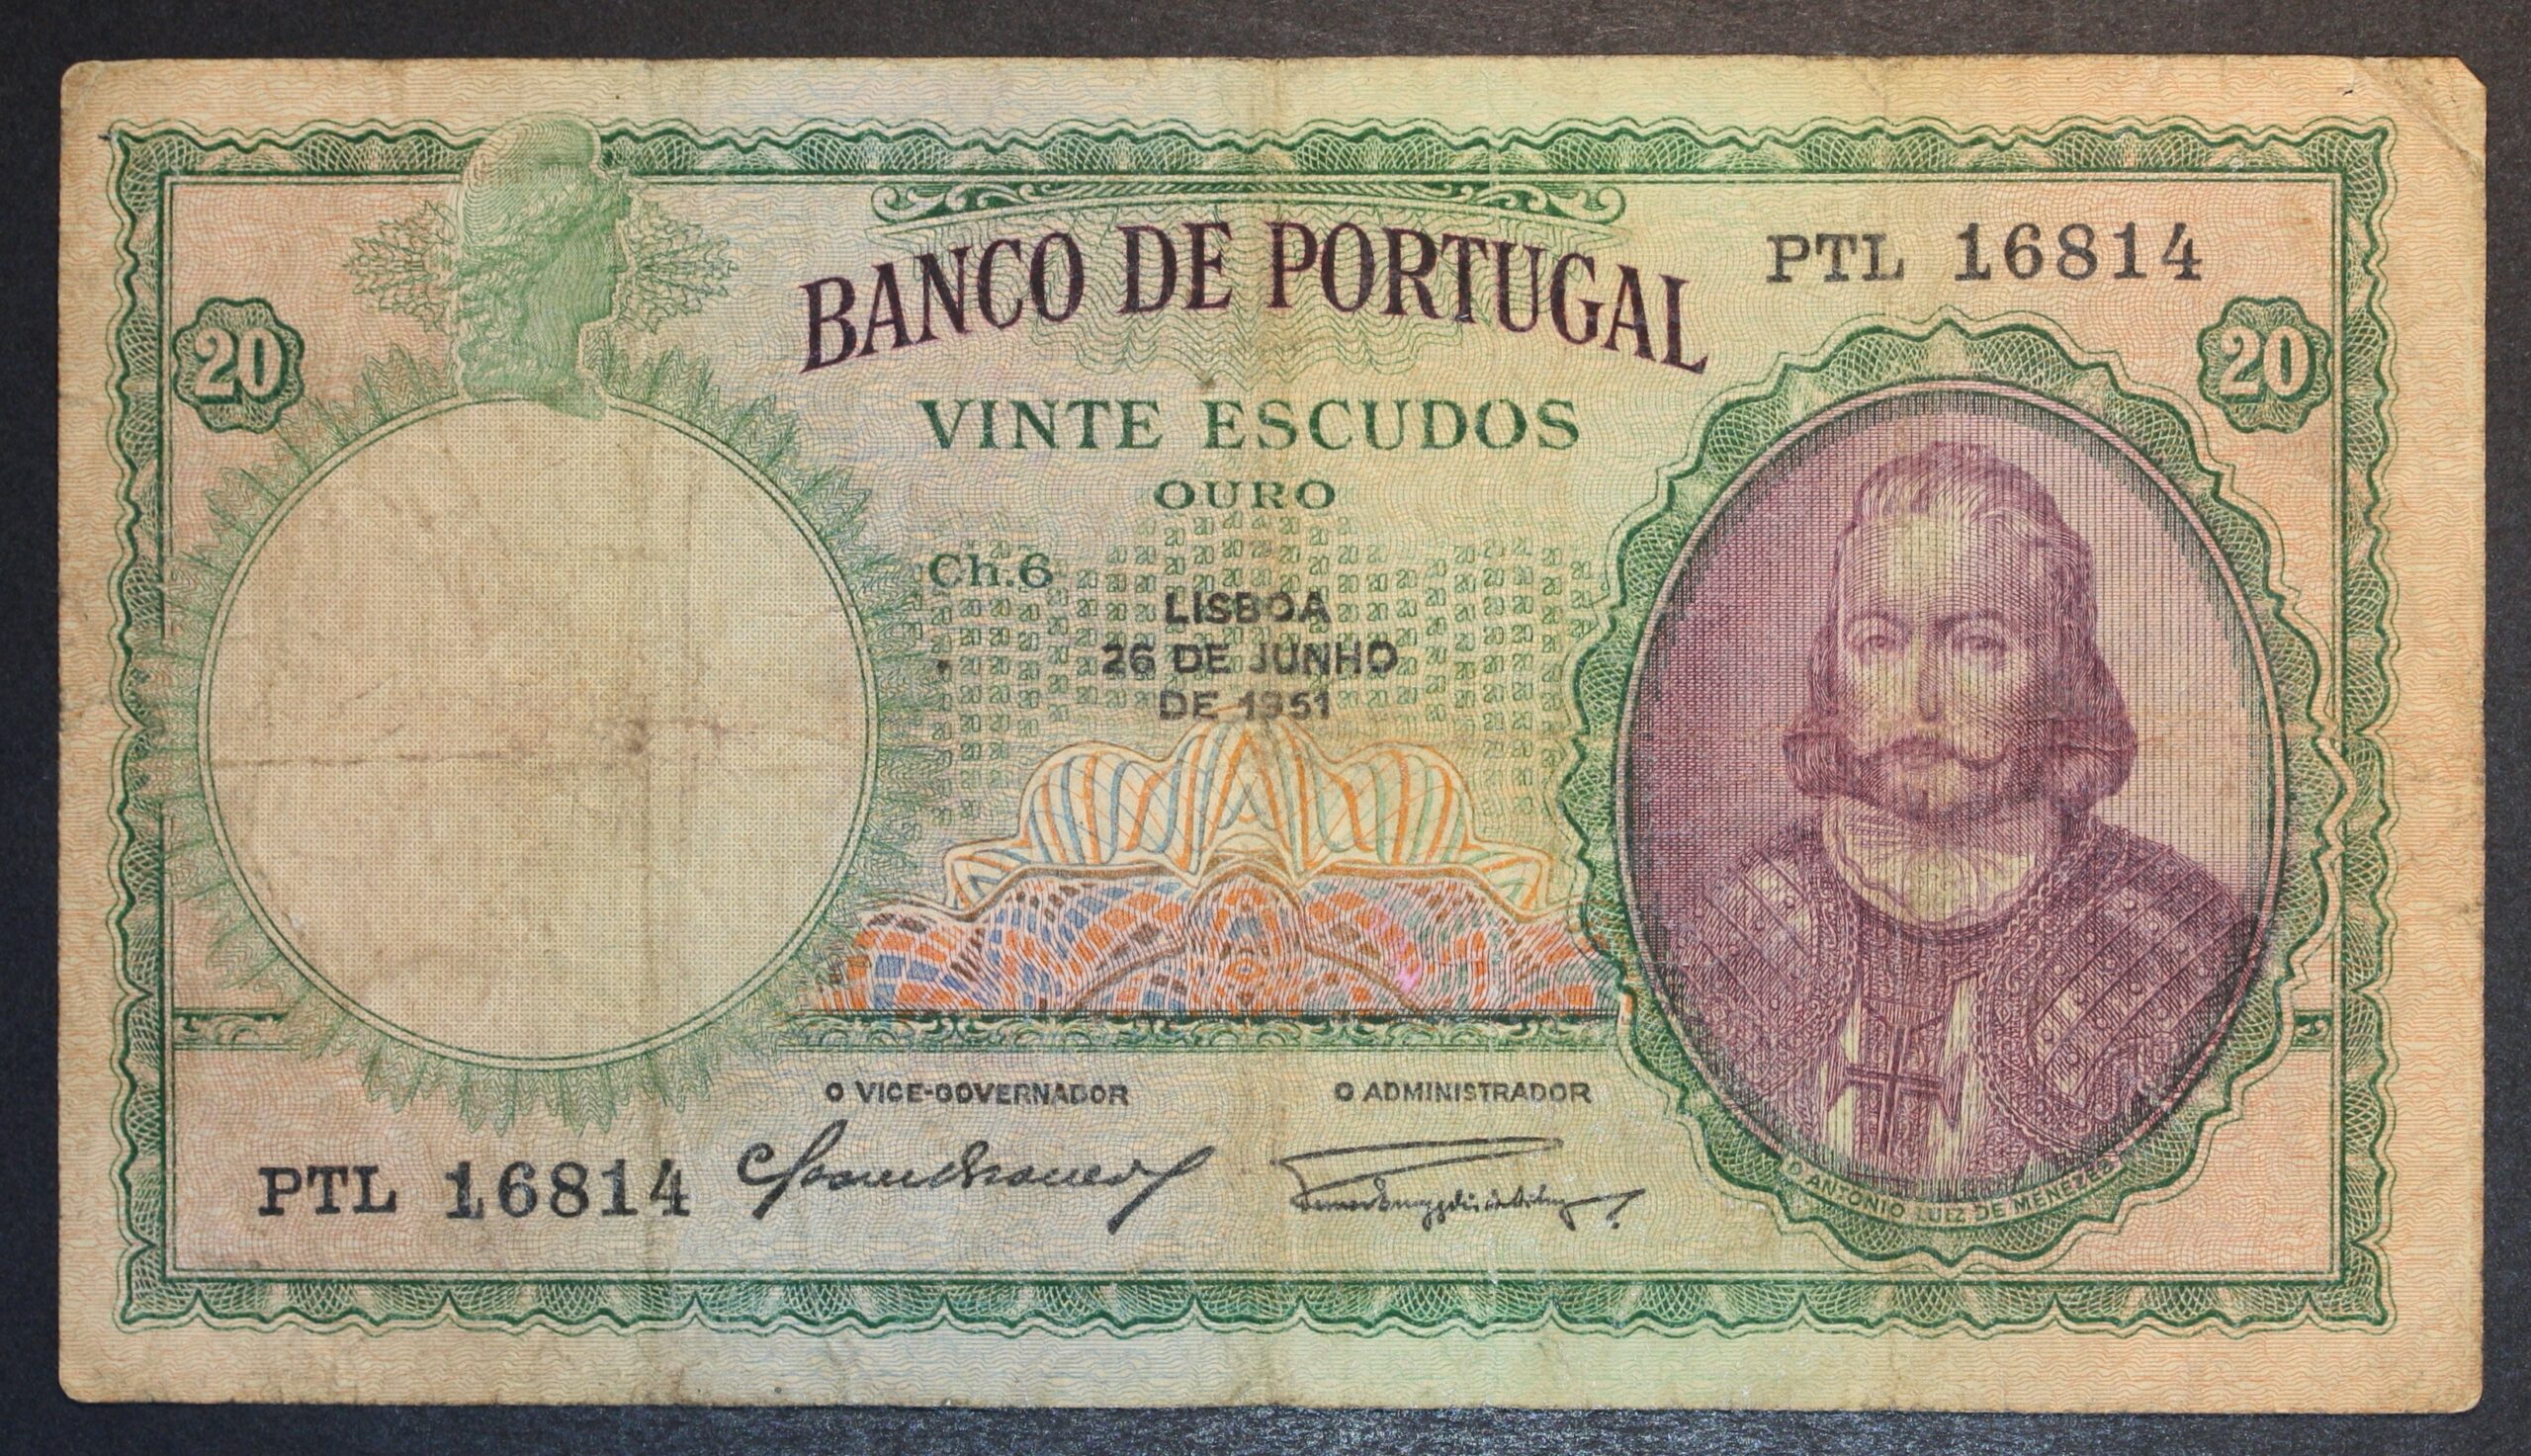 BANCO DE PORTUGAL
PTL 16814
20
20
VINTE ESCUDOS
OURO
Ch.6
LISBOA
26 DE JUNHO
DE 1951
O VICE-GOVERNADOR
O ADMINISTRADOR
PTL 16814
D. ANTONIO LUIZ DE MENEZES